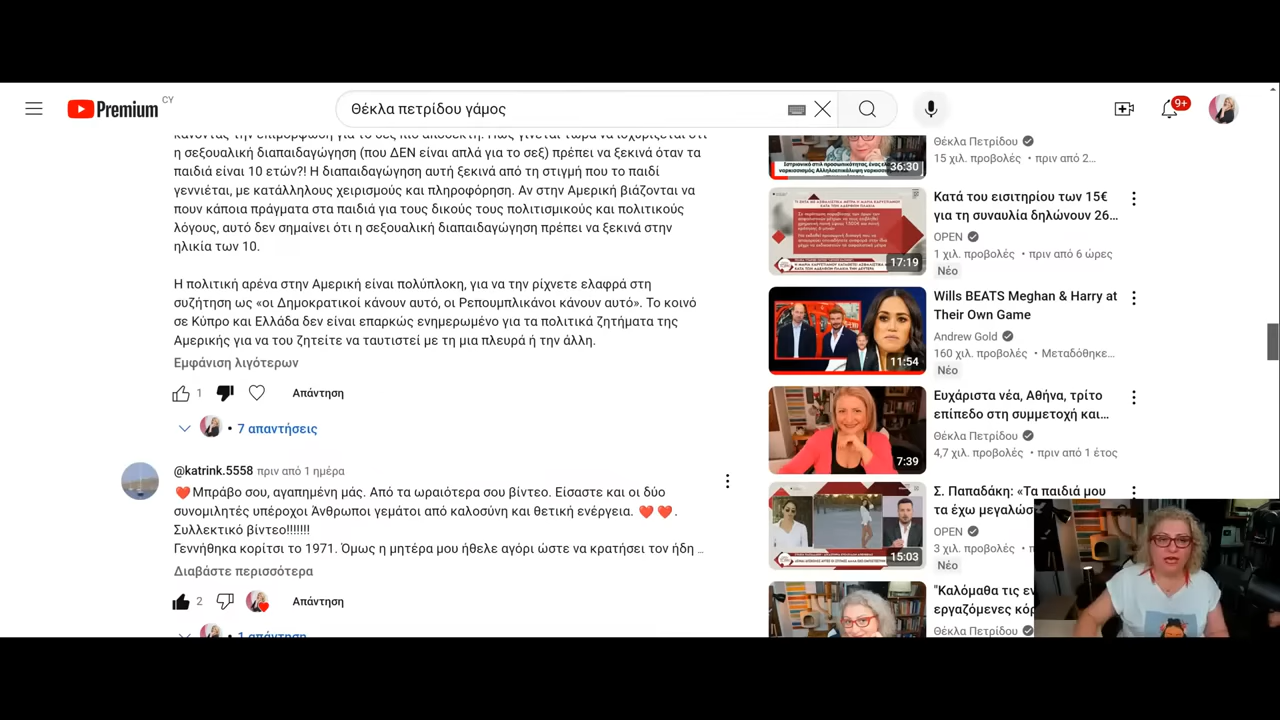 Premium CY
Θέκλα πετρίδου γάμος
9+
η σεξουαλική διαπαιδαγώγηση (που ΔΕΝ είναι απλά για το σεξ) πρέπει να ξεκινά όταν τα
παιδιά είναι 10 ετών?! Η διαπαιδαγώγηση αυτή ξεκινά από τη στιγμή που το παιδί
γεννιέται, με κατάλληλους χειρισμούς και πληροφόρηση. Αν στην Αμερική βιάζονται να
πουν κάποια πράγματα στα παιδιά για δικούς τους πολιτισμικούς και πολιτικούς
λόγους, αυτό δεν σημαίνει ότι η σεξουαλική διαπαιδαγώγηση πρέπει να ξεκινά στην
ηλικία των 10.
Η πολιτική αρένα στην Αμερική είναι πολύπλοκη, για να την ρίχνετε ελαφρά στη
συζήτηση ως «οι Δημοκρατικοί κάνουν αυτό, οι Ρεπουμπλικάνοι κάνουν αυτό». Το κοινό
σε Κύπρο και Ελλάδα δεν είναι επαρκώς ενημερωμένο για τα πολιτικά ζητήματα της
Αμερικής για να του ζητείτε να ταυτιστεί με τη μια πλευρά ή την άλλη.
Εμφάνιση λιγότερων
1 Απάντηση
• 7 απαντήσεις
@katrink.5558 πριν από 1 ημέρα
❤️Μπράβο σου, αγαπημένη μάς. Από τα ωραιότερα σου βίντεο. Είσαστε και οι δύο
συνομιλητές υπέροχοι Άνθρωποι γεμάτοι από καλοσύνη και θετική ενέργεια. ❤️❤️.
Συλλεκτικό βίντεο!!!!!!!
Γεννήθηκα κορίτσι το 1971. Όμως η μητέρα μου ήθελε αγόρι ώστε να κρατήσει τον ήδη …
Διαβάστε περισσότερα
2 Απάντηση
1 απάντηση
36:30
Θέκλα Πετρίδου
15 χιλ. προβολές • πριν από 2...
17:19
Κατά του εισιτηρίου των 15€
για τη συναυλία δηλώνουν 26...
OPEN
1 χιλ. προβολές • πριν από 6 ώρες
Νέο
11:54
Wills BEATS Meghan & Harry at
Their Own Game
Andrew Gold
160 χιλ. προβολές • Μεταδόθηκε...
Νέο
7:39
Ευχάριστα νέα, Αθήνα, τρίτο
επίπεδο στη συμμετοχή και...
Θέκλα Πετρίδου
4,7 χιλ. προβολές • πριν από 1 έτος
15:03
Σ. Παπαδάκη: «Τα παιδιά μου
τα έχω μεγαλώσ
OPEN
3 χιλ. προβολές •
Νέο
"Καλόμαθα τις εν
εργαζόμενες κόρ
Θέκλα Πετρίδου